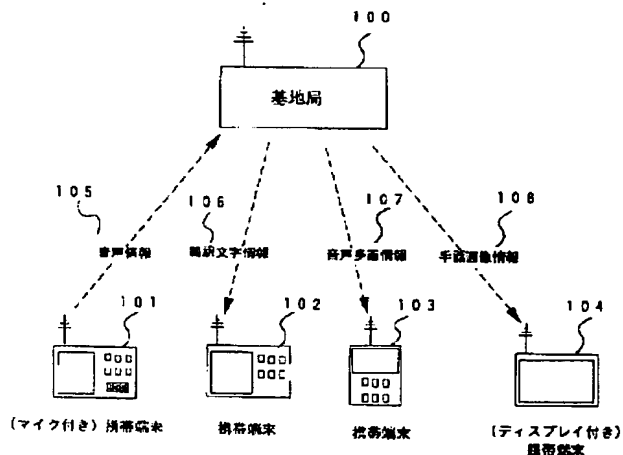 100
基地局
105
106
107
108
音声情報
翻訳文字情報
音声多重情報
手話画像情報
101
102
103
104
(マイク付き)携帯端末
携帯端末
携帯端末
(ディスプレイ付き)
携帯端末